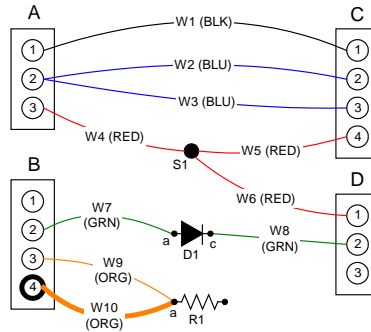 A
C
W1 (BLK)
1
1
W2 (BLU)
2
2
W3 (BLU)
3
3
W4 (RED)
4
W5 (RED)
S1
B
D
W6 (RED)
1
1
W7
(GRN)
2
a
c
W8
(GRN)
2
D1
3
W9
(ORG)
3
4
W10
(ORG)
a
R1